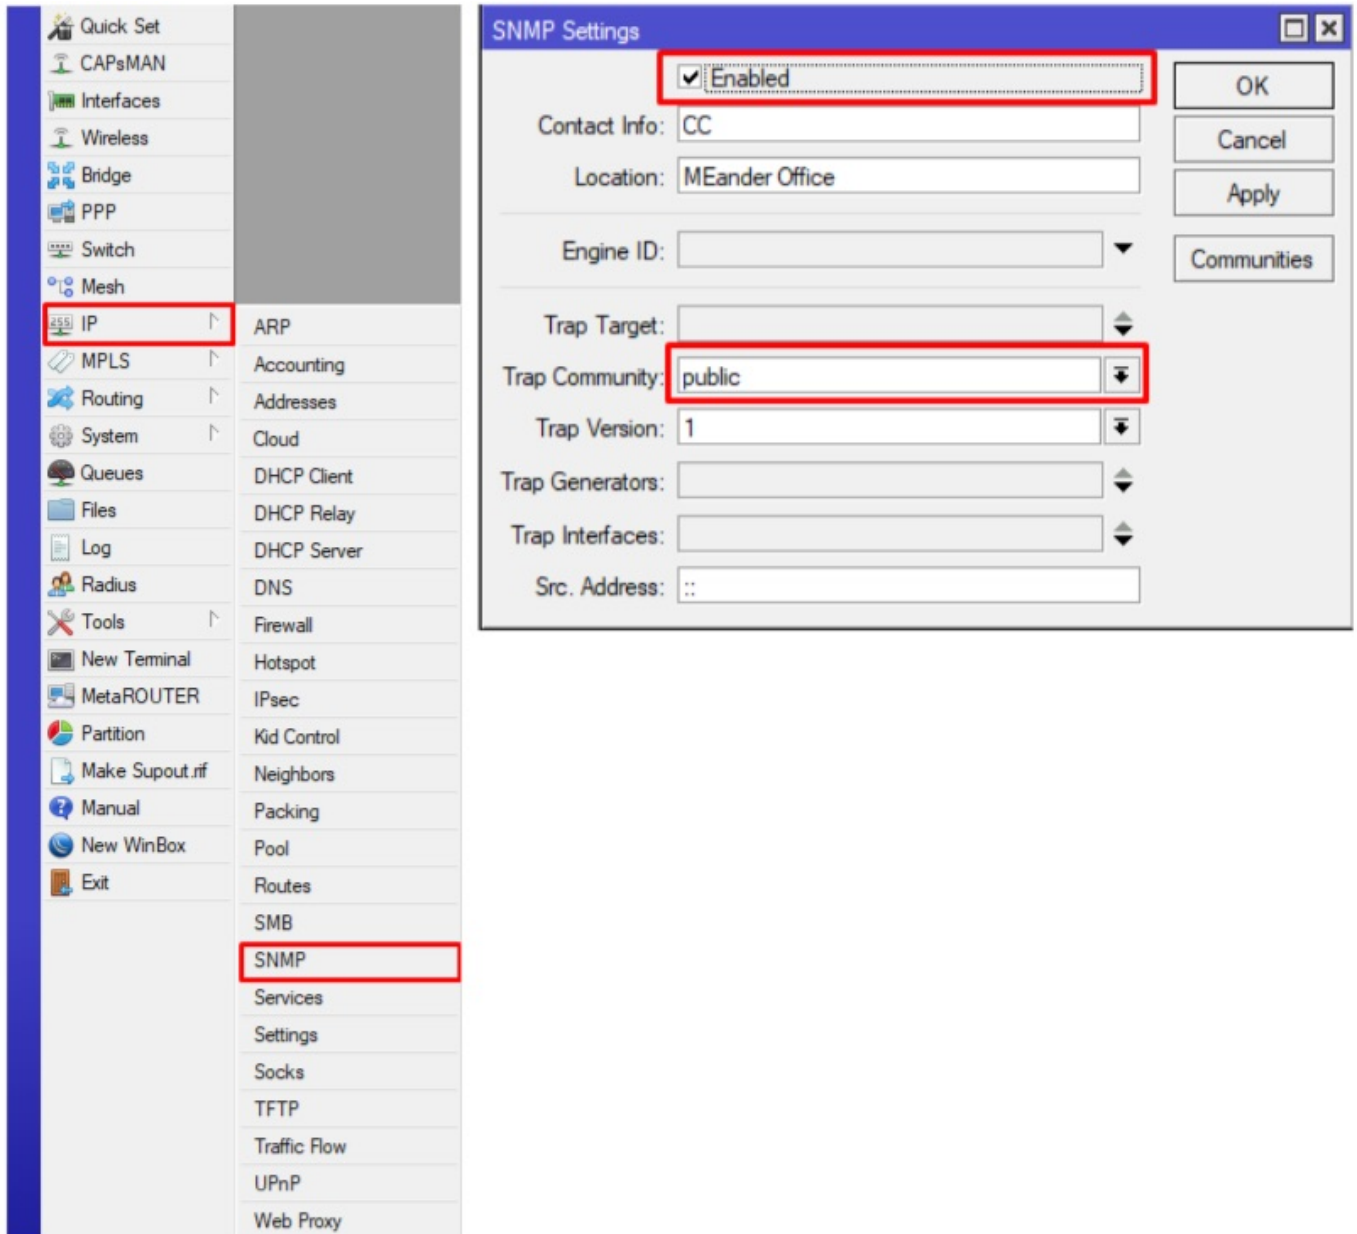 Quick Set
CAPsMAN
Interfaces
Wireless
Bridge
PPP
Switch
Mesh
255 IP
MPLS
Routing
System
Queues
Files
Log
Radius
Tools
New Terminal
MetaROUTER
Partition
Make Supout.rif
Manual
New WinBox
Exit
ARP
Accounting
Addresses
Cloud
DHCP Client
DHCP Relay
DHCP Server
DNS
Firewall
Hotspot
IPsec
Kid Control
Neighbors
Packing
Pool
Routes
SMB
SNMP
Services
Settings
Socks
TFTP
Traffic Flow
UPnP
Web Proxy
SNMP Settings
Enabled
Contact Info: CC
Location: MEander Office
Engine ID:
Trap Target:
Trap Community: public
Trap Version: 1
Trap Generators:
Trap Interfaces:
Src. Address: ::
OK
Cancel
Apply
Communities